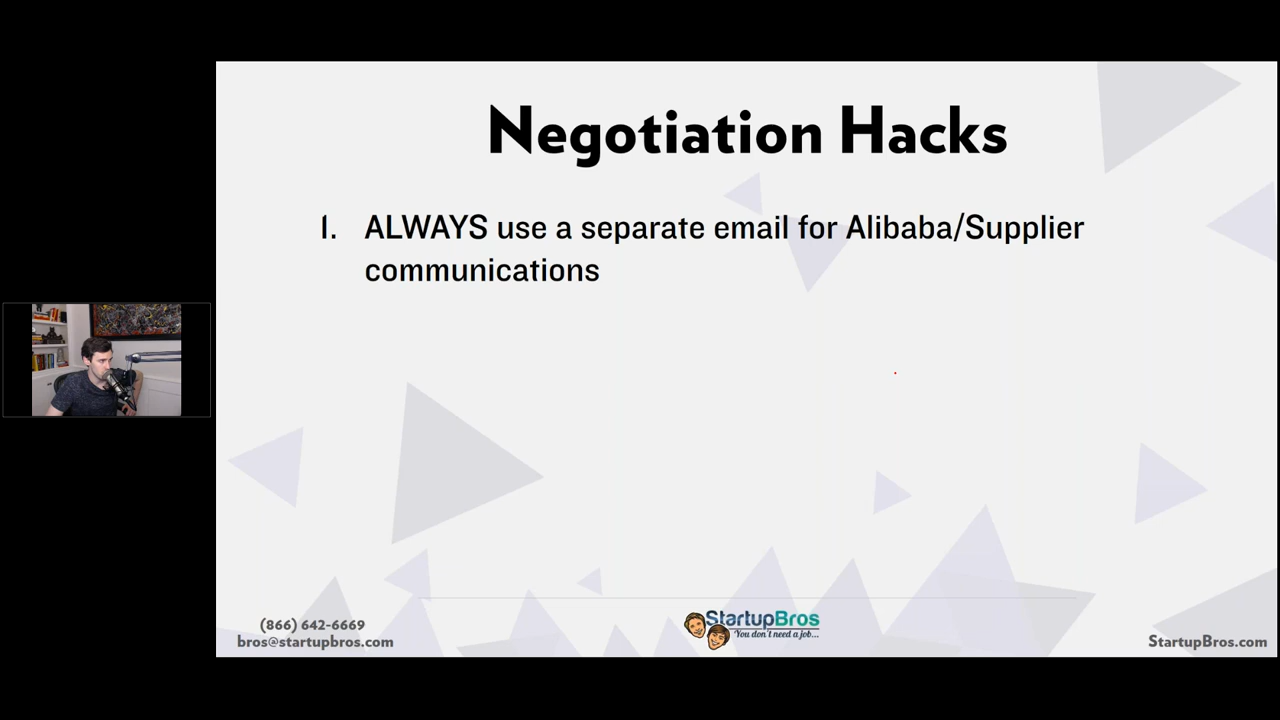 Negotiation Hacks
1. ALWAYS use a separate email for Alibaba/Supplier
communications
(866) 642-6669
bros@startupbros.com
StartupBros
You don't need a job...
StartupBros.com